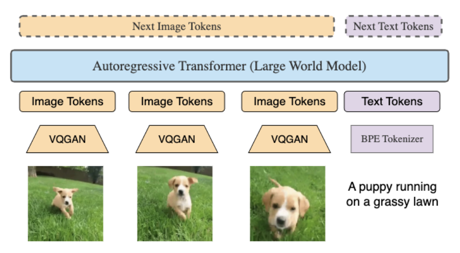 Next Image Tokens
Next Text Tokens
Autoregressive Transformer (Large World Model)
Image Tokens
Image Tokens
Image Tokens
Text Tokens
VQGAN
VQGAN
VQGAN
BPE Tokenizer
A puppy running
on a grassy lawn